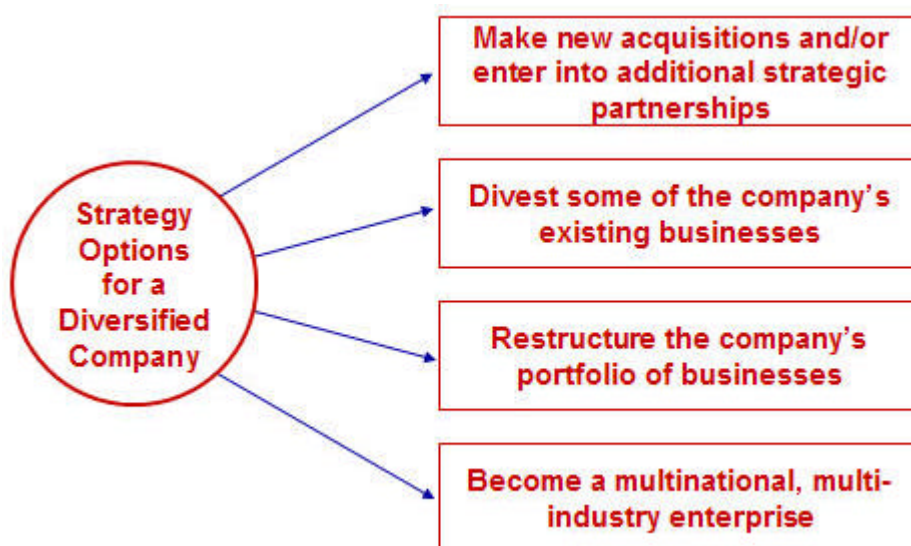 Strategy
Options
for a
Diversified
Company
Make new acquisitions and/or
enter into additional strategic
partnerships
Divest some of the company's
existing businesses
Restructure the company's
portfolio of businesses
Become a multinational, multi-
industry enterprise